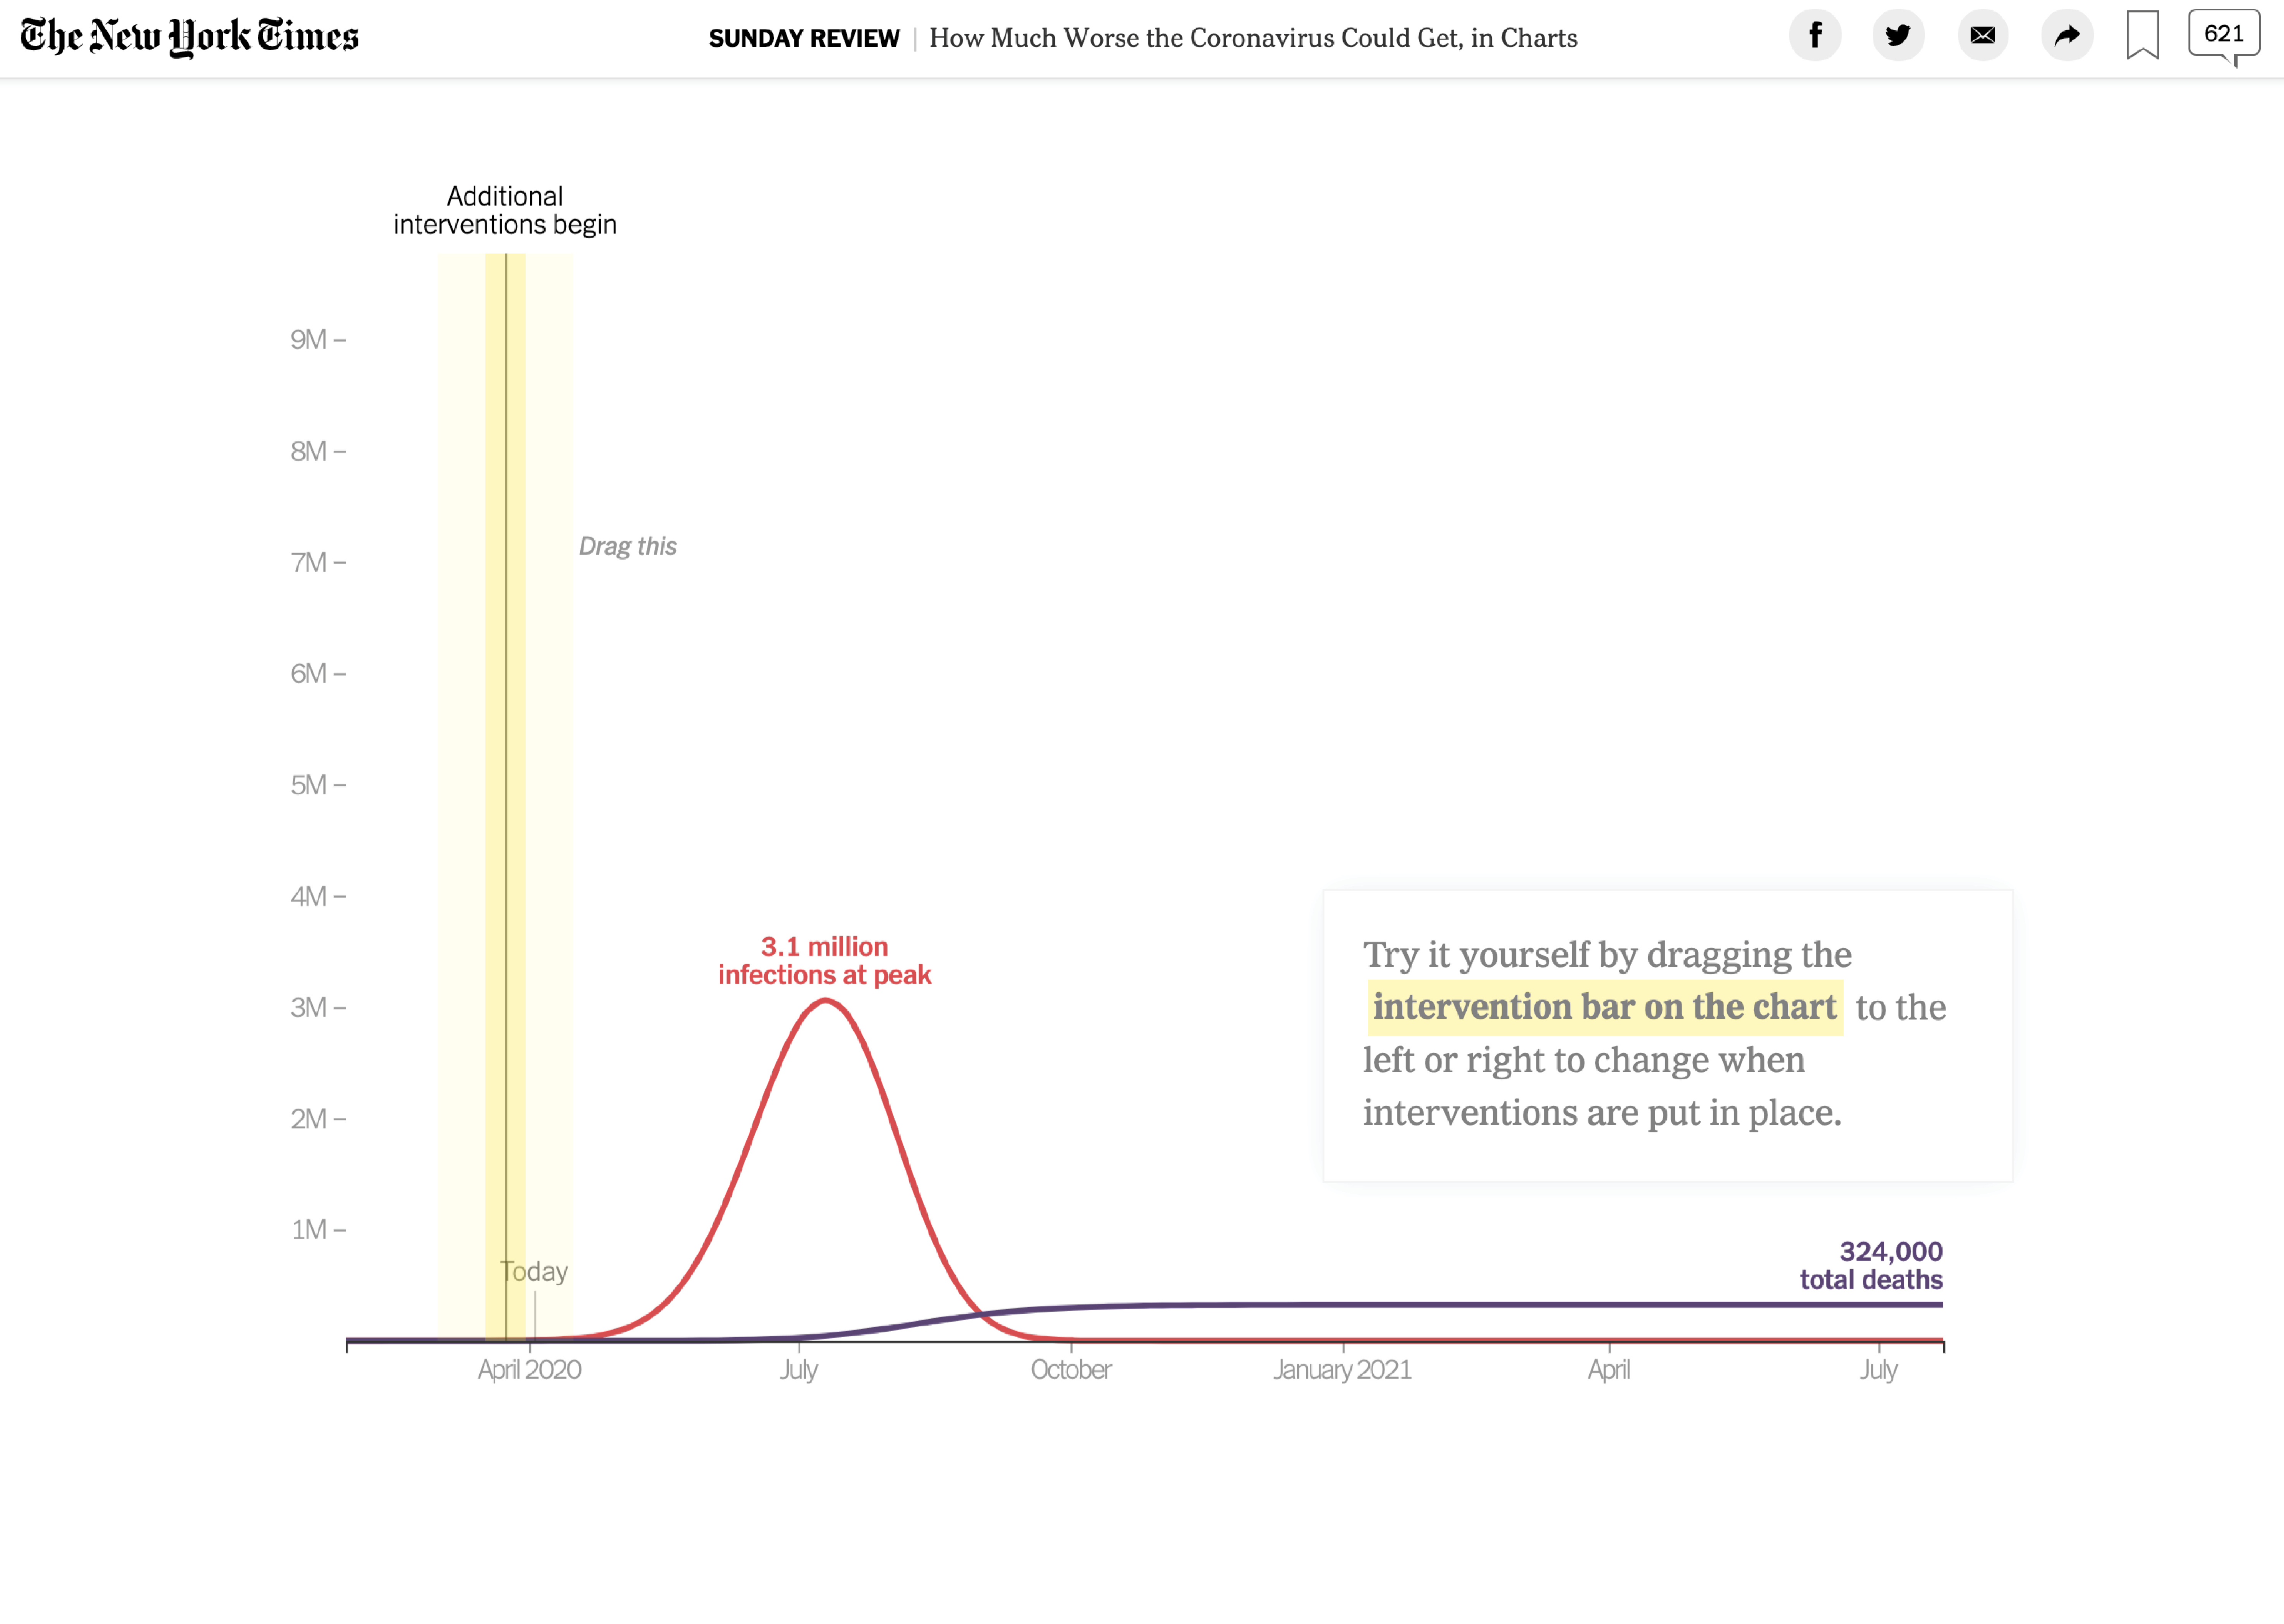 The New York Times
SUNDAY REVIEW | How Much Worse the Coronavirus Could Get, in Charts
621
Additional
interventions begin
9M
8M
Drag this
7M
6M
5M
4M
3.1 million
infections at peak
3M
2M
1M
Today
Try it yourself by dragging the
intervention bar on the chart to the
left or right to change when
interventions are put in place.
324,000
total deaths
April 2020
July
October
January 2021
April
July